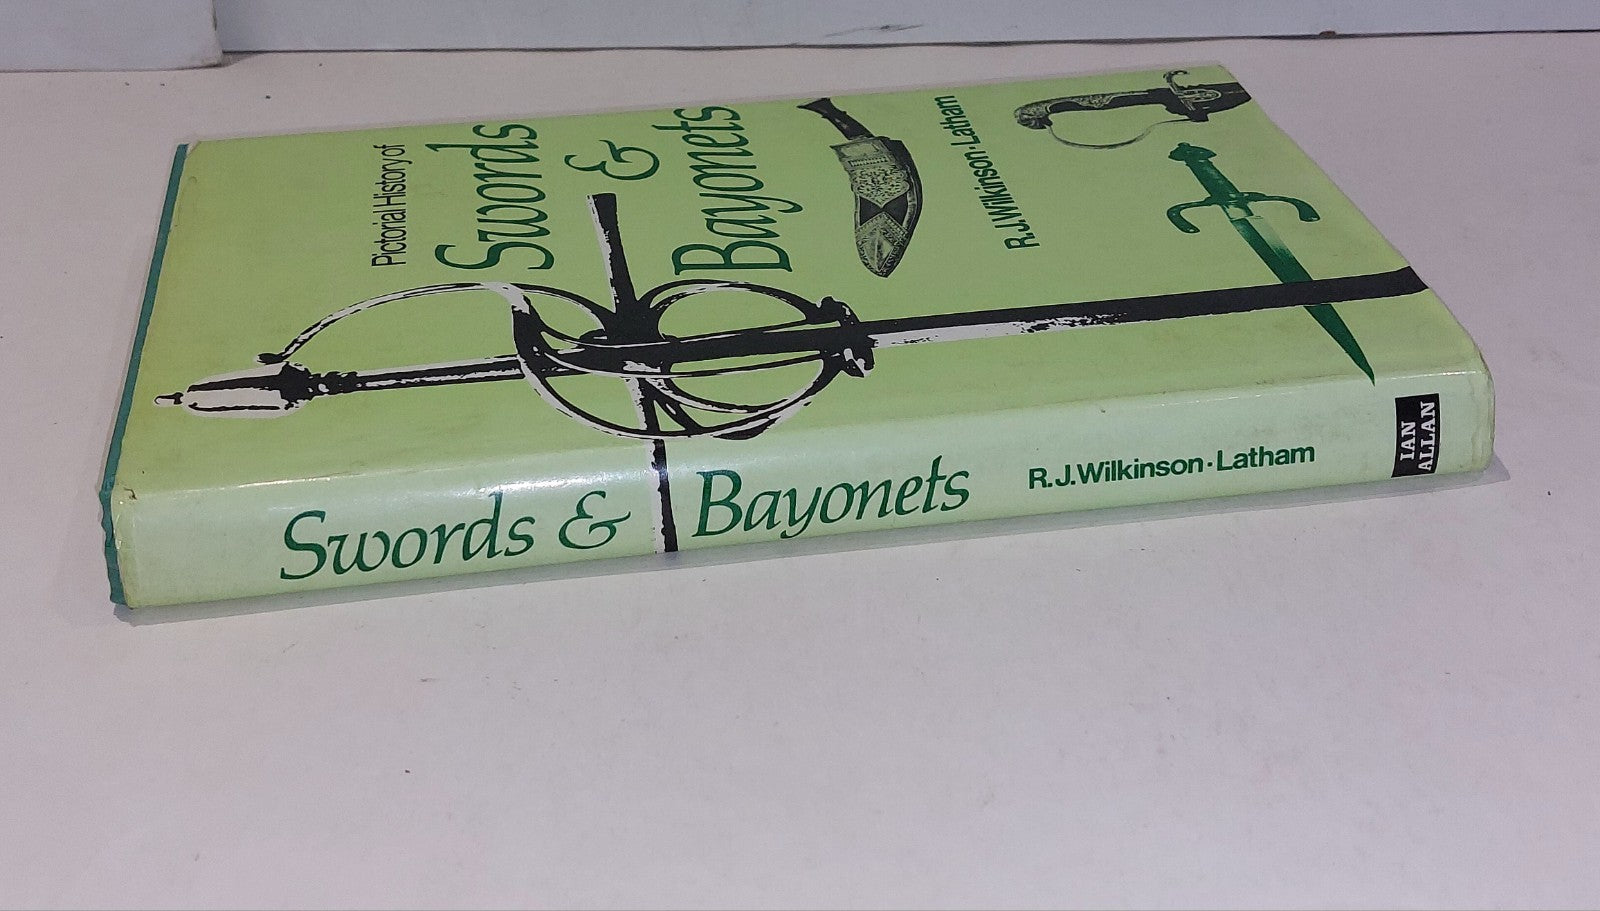 Pictorial History of
Swords
&
Bayonets
R.J.Wilkinson·Latham
Swords & Bayonets
R.J.Wilkinson·Latham
IAN
ALLAN